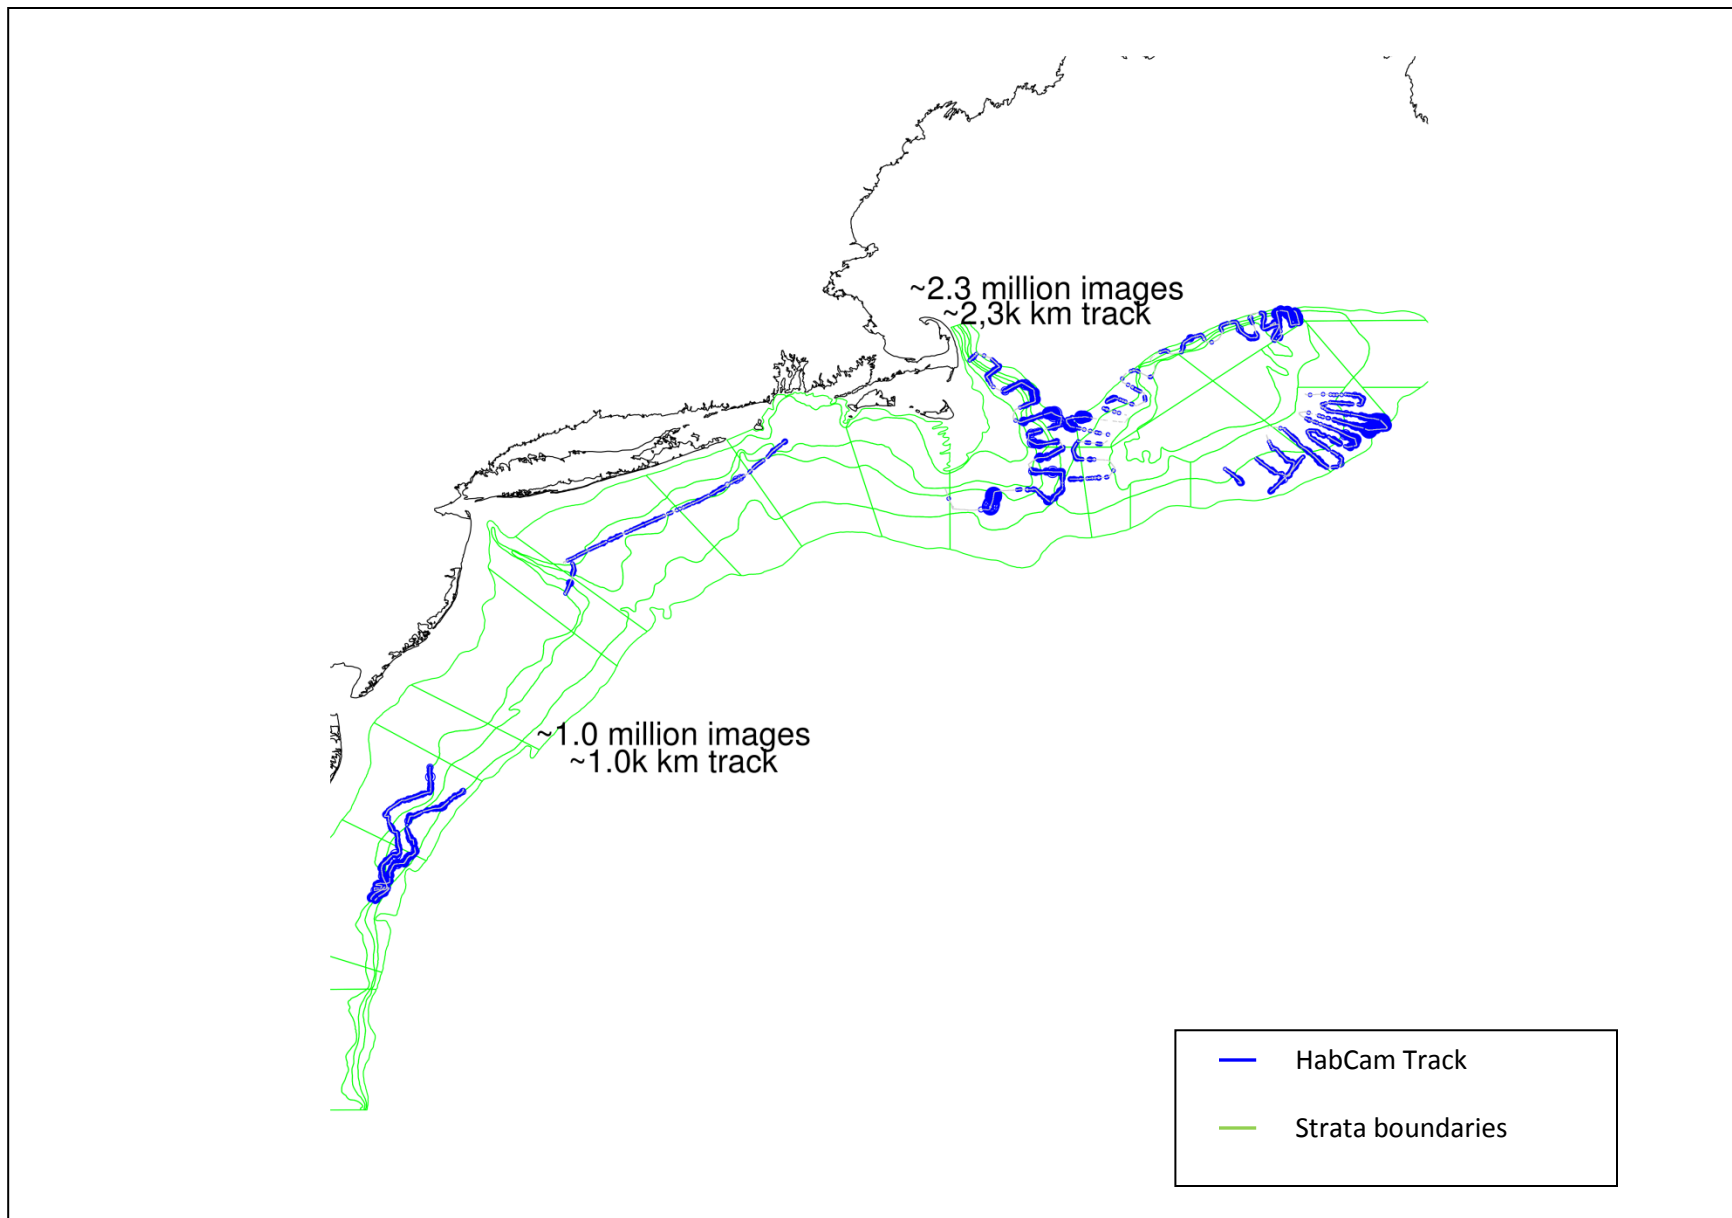 ~2.3 million images
~2,3k km track
~1.0 million images
~1.0k km track
HabCam Track
Strata boundaries